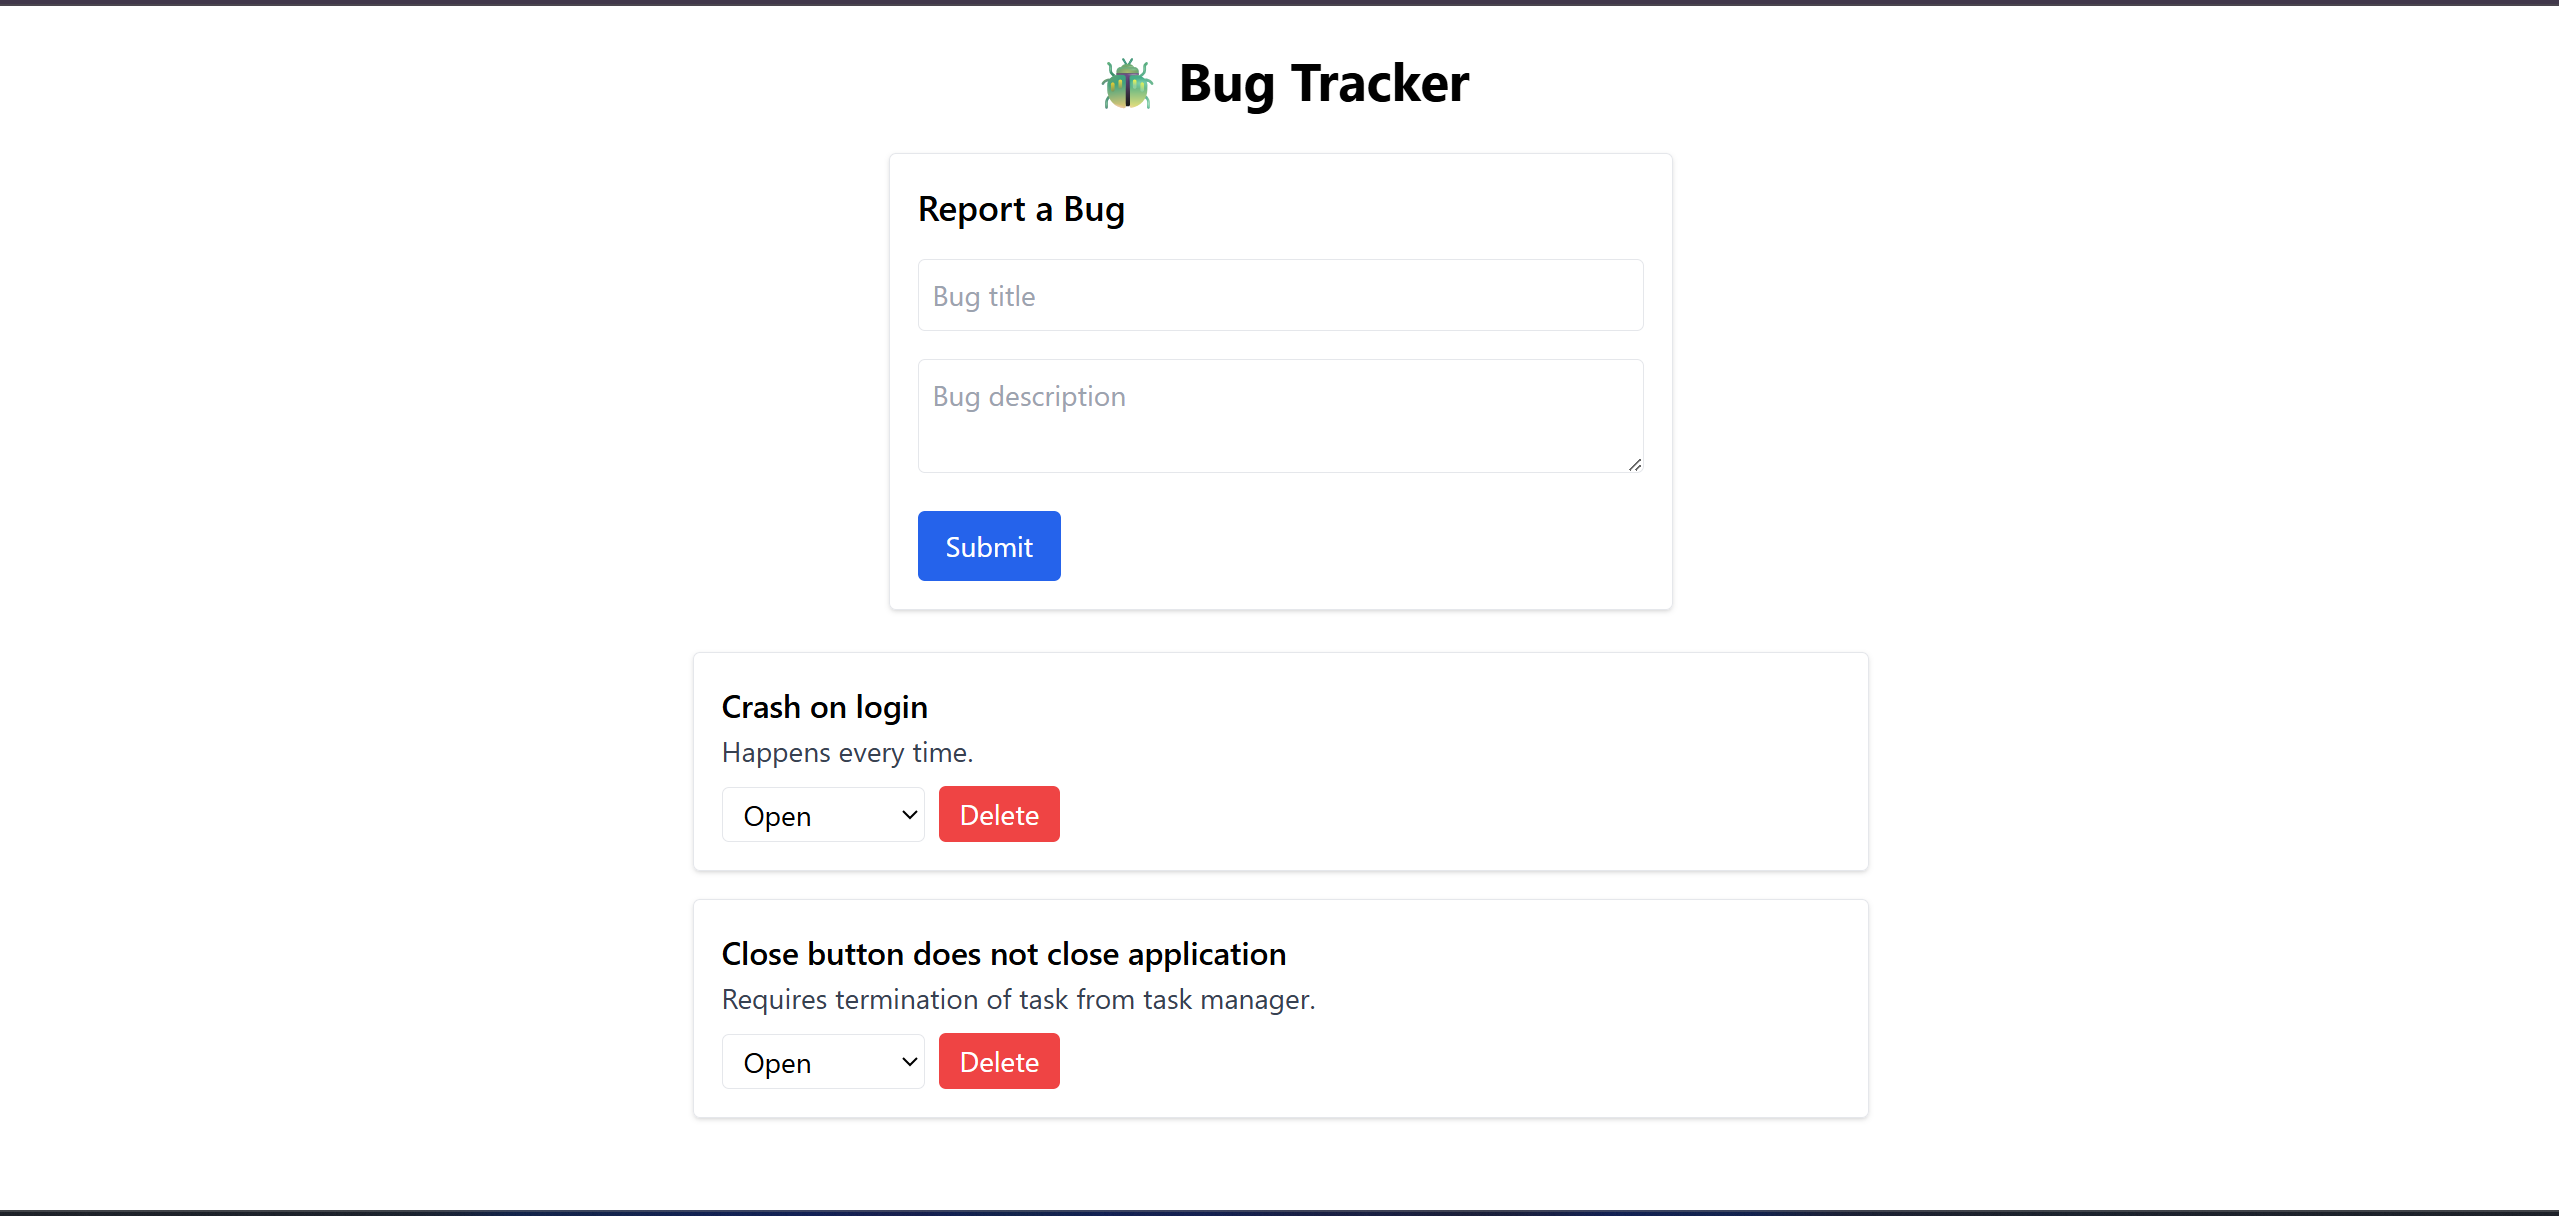 Bug Tracker
Report a Bug
Bug title
Bug description
Submit
Crash on login
Happens every time.
Open Delete
Close button does not close application
Requires termination of task from task manager.
Open Delete